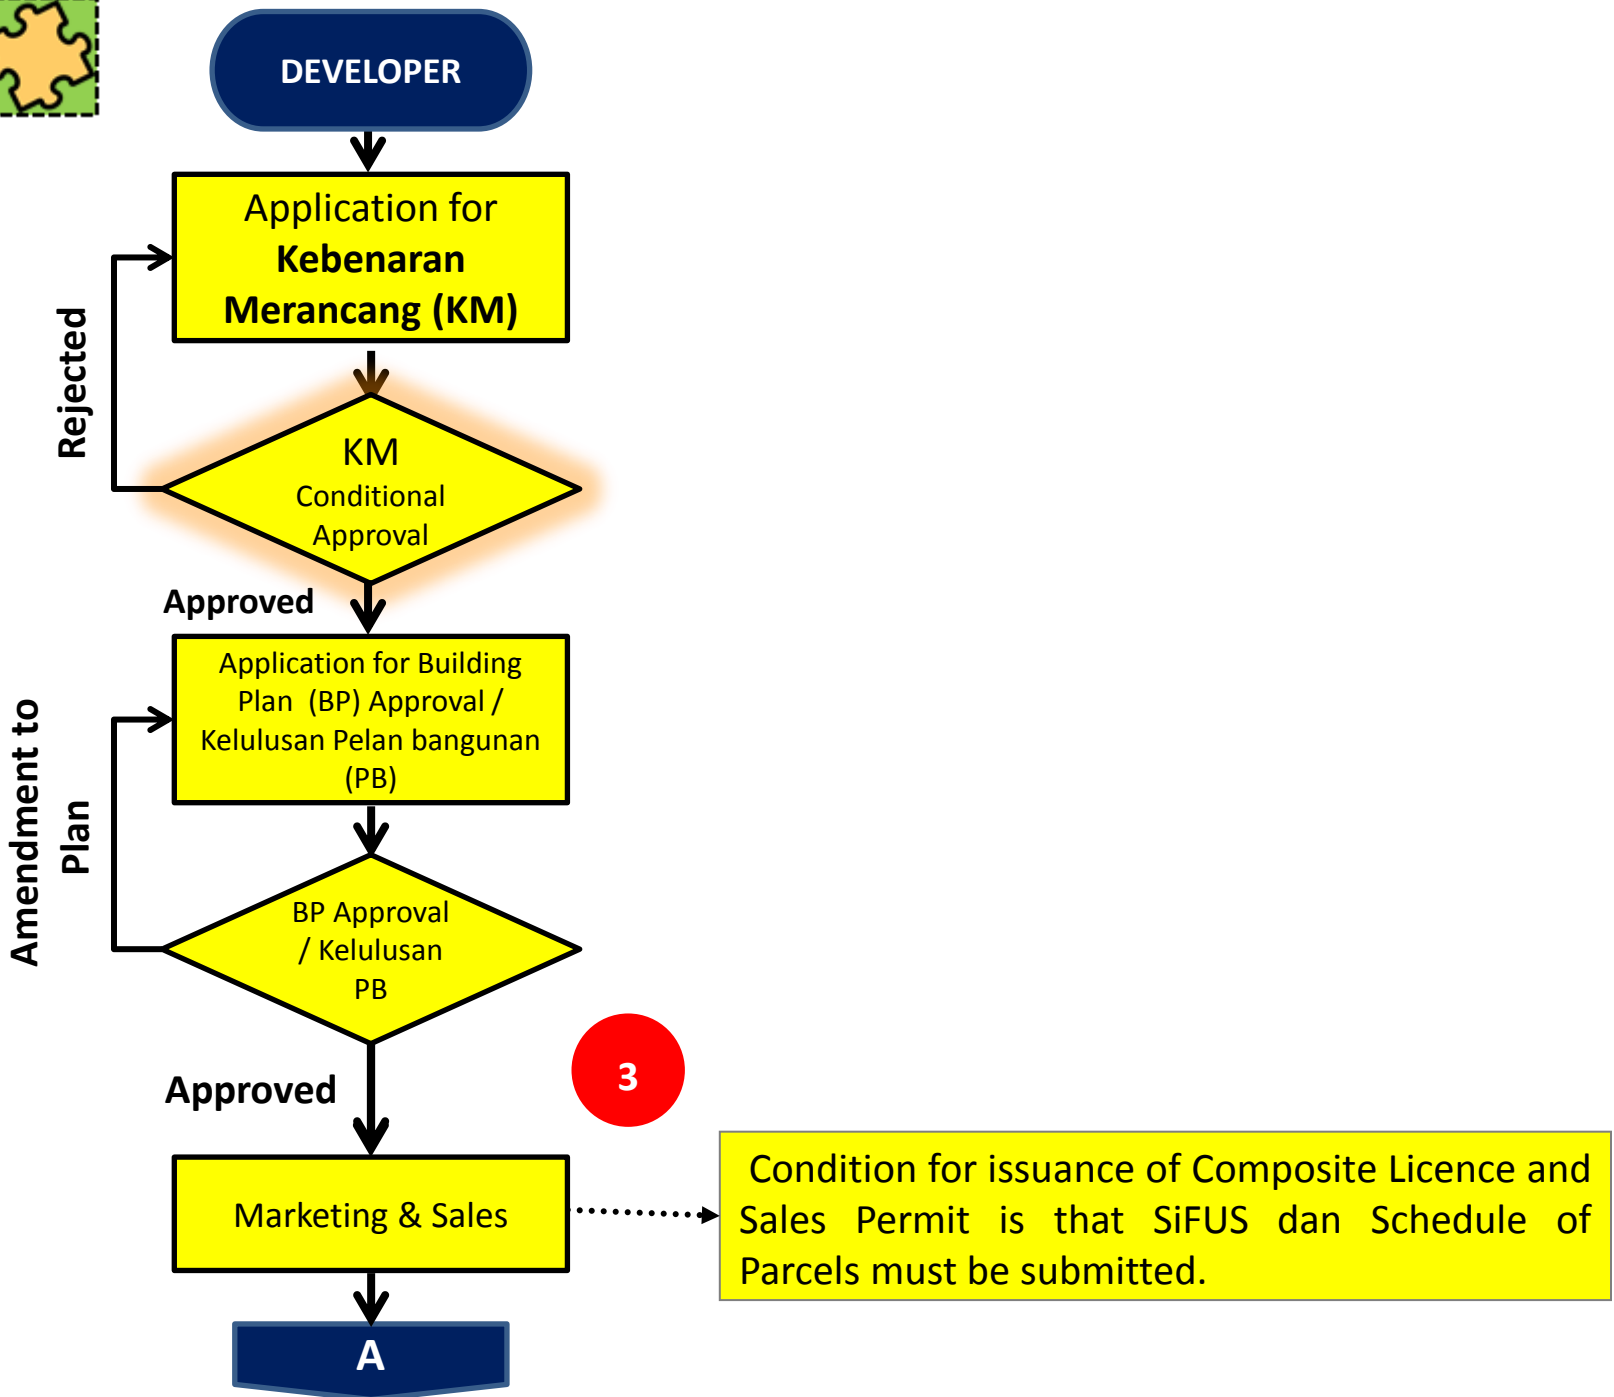 DEVELOPER
Application for
Kebenaran
Merancang (KM)
Rejected
KM
Conditional
Approval
Approved
Application for Building
Plan (BP) Approval /
Kelulusan Pelan bangunan
(PB)
Amendment to
Plan
BP Approval
/ Kelulusan
PB
Approved
3
Marketing & Sales
Condition for issuance of Composite Licence and
Sales Permit is that SiFUS dan Schedule of
Parcels must be submitted.
A